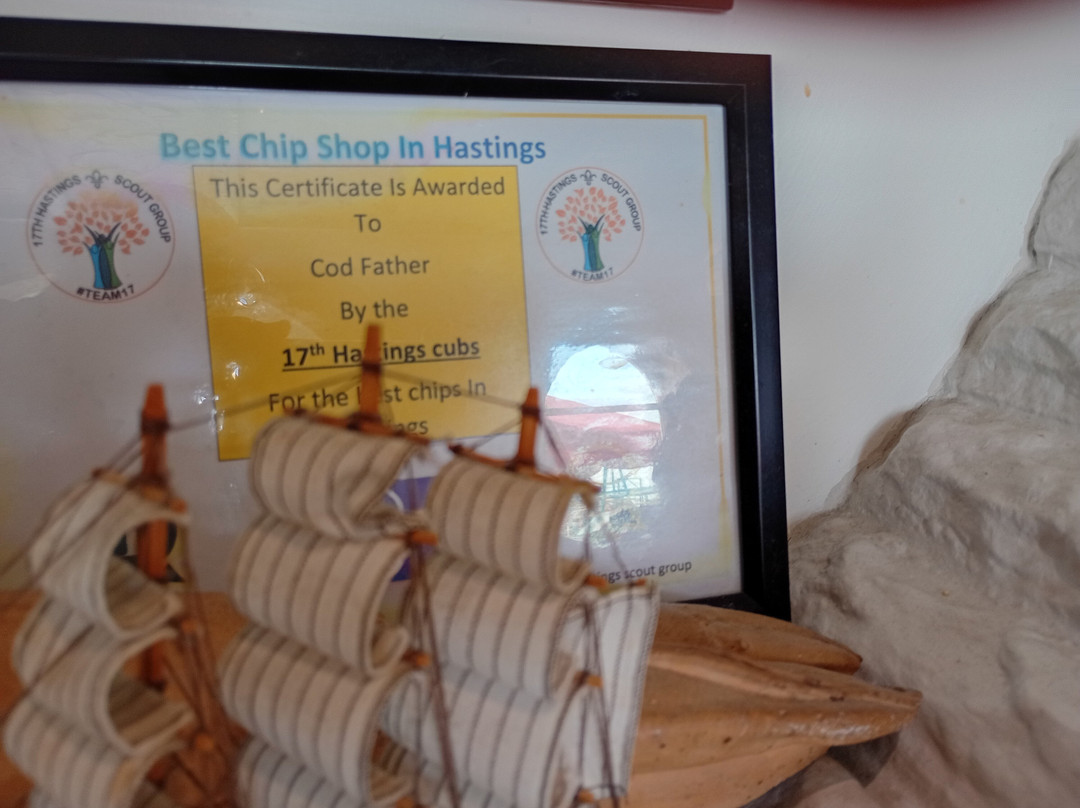 Best Chip Shop In Hastings
17TH HASTINGS SCOUT GROUP
#TEAM17
This Certificate Is Awarded
To
Cod Father
By the
17th Hastings cubs
For the best chips In
17TH HASTINGS SCOUT GROUP
#TEAM17
scout group